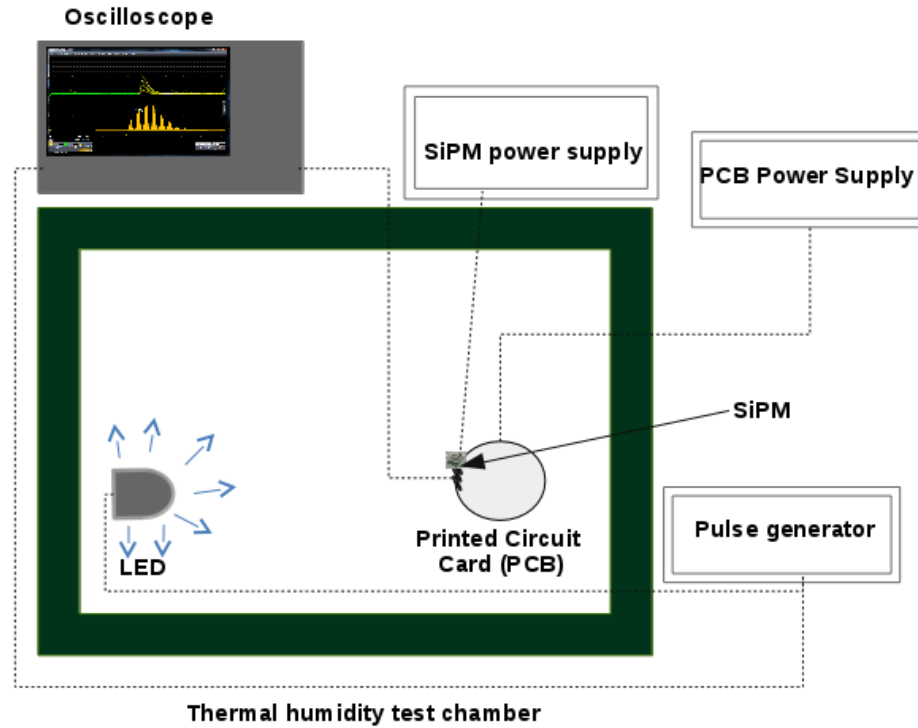 Oscilloscope
SiPM power supply
PCB Power Supply
SiPM
Printed Circuit
Card (PCB)
LED
Pulse generator
Thermal humidity test chamber